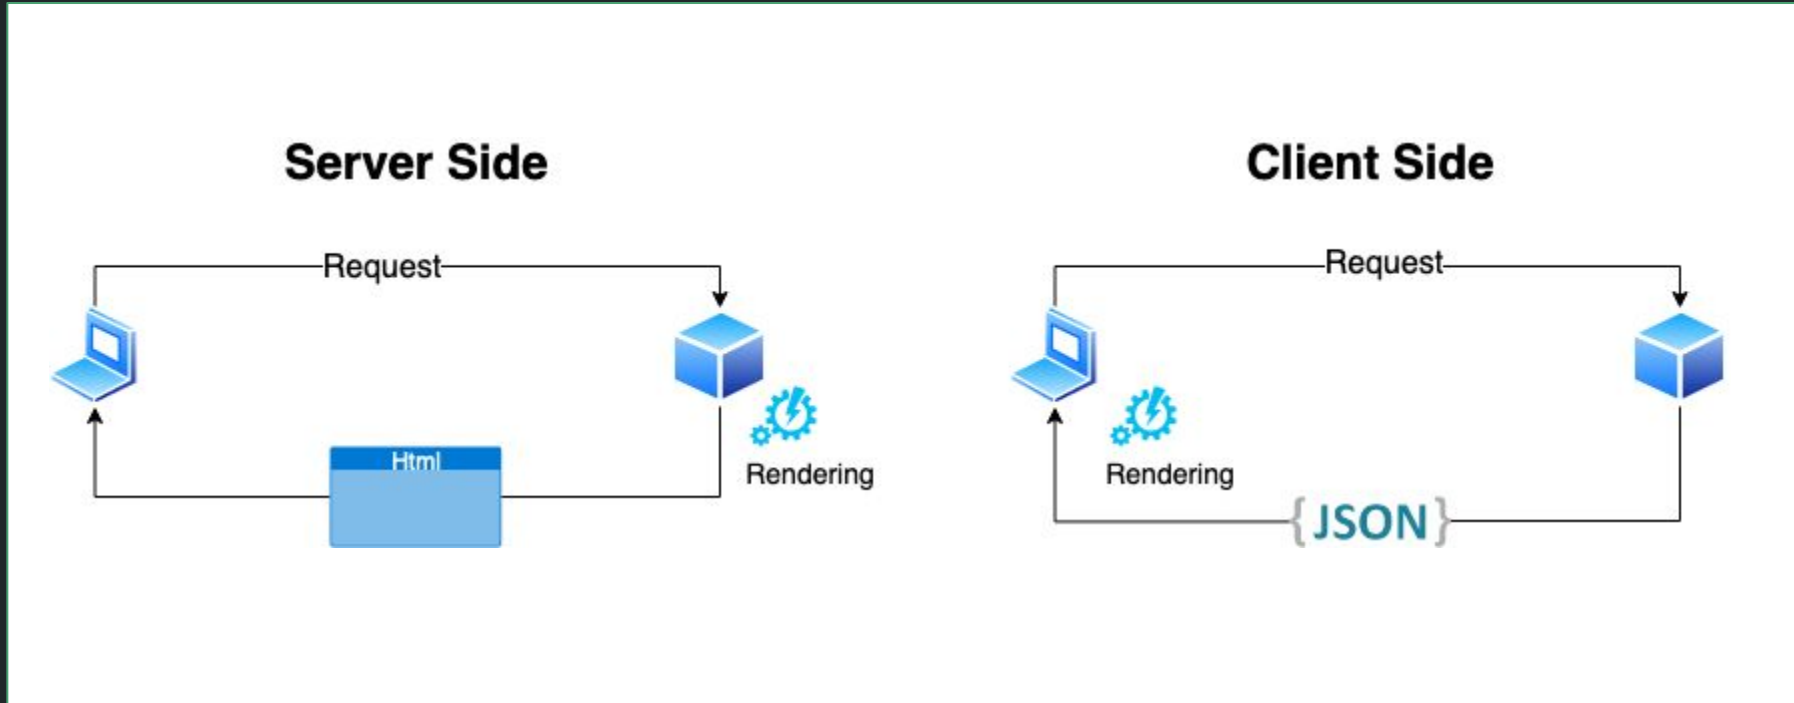 Server Side
Request
Html
Rendering
Client Side
Request
Rendering
{JSON}